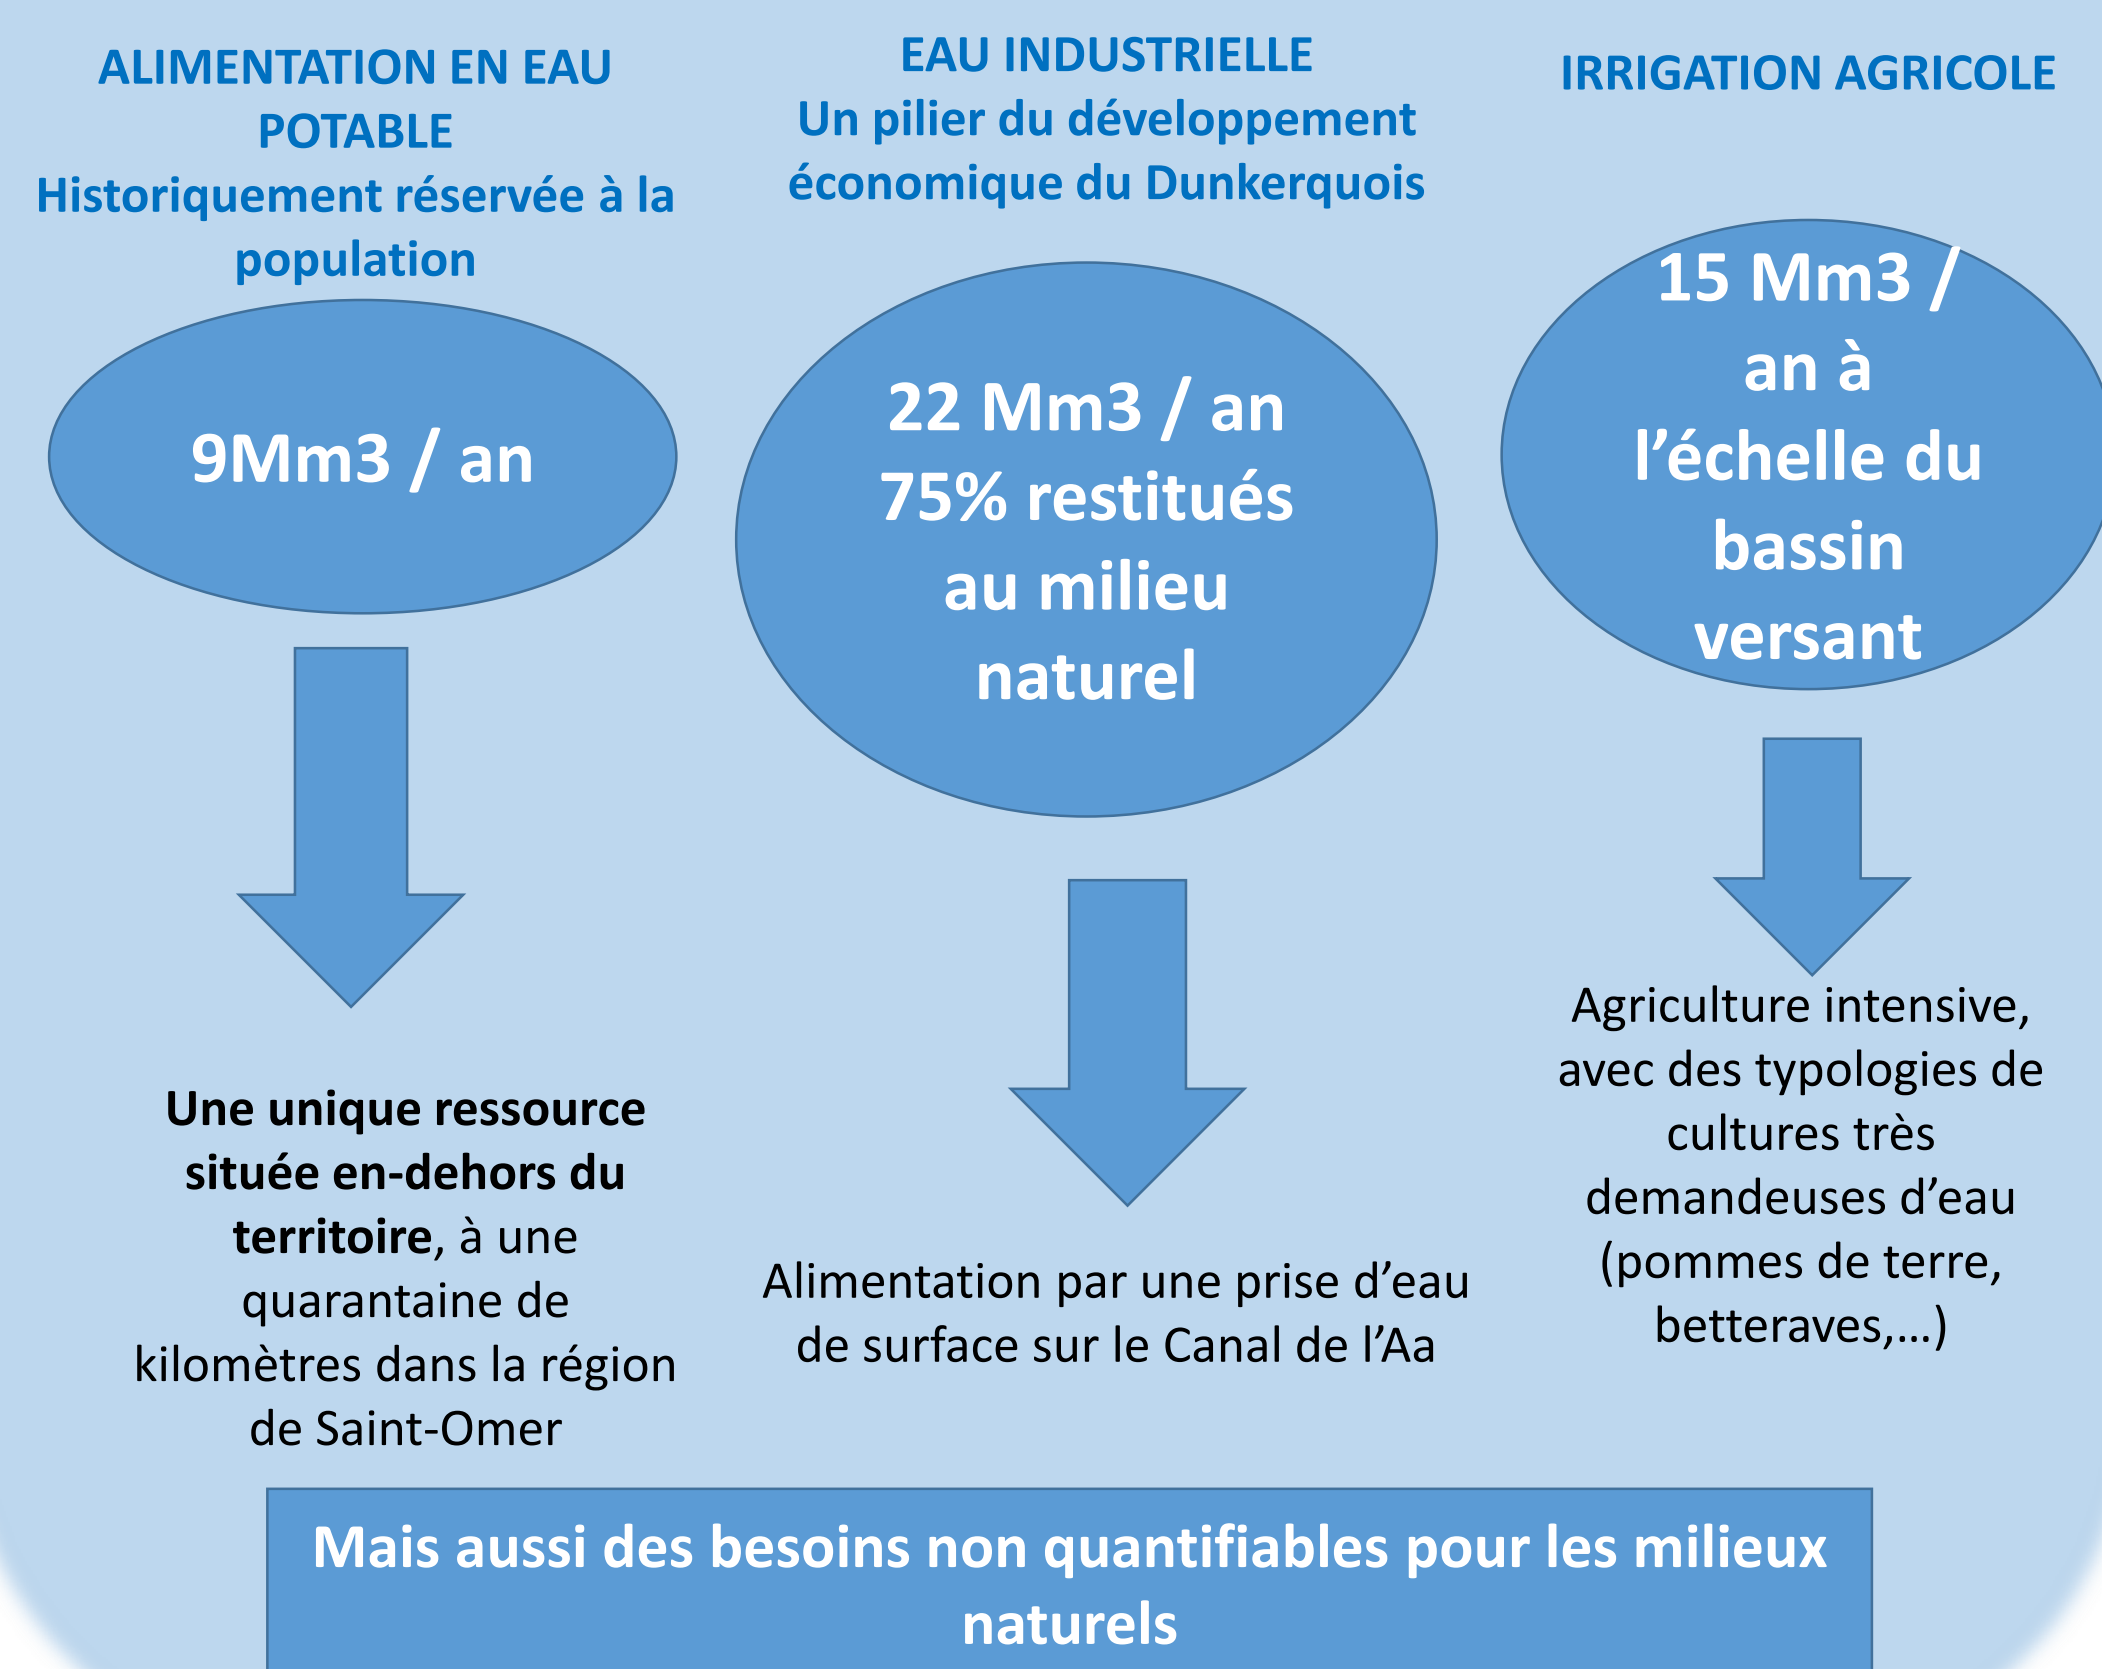 ALIMENTATION EN EAU
POTABLE
Historiquement réservée à la
population
9Mm3 / an
Une unique ressource
située en-dehors du
territoire, à une
quarantaine de
kilomètres dans la région
de Saint-Omer
EAU INDUSTRIELLE
Un pilier du développement
économique du Dunkerquois
22 Mm3 / an
75% restitués
au milieu
naturel
Alimentation par une prise d’eau
de surface sur le Canal de l’Aa
IRRIGATION AGRICOLE
15 Mm3 /
an à
l’échelle du
bassin
versant
Agriculture intensive,
avec des typologies de
cultures très
demandeuses d’eau
(pommes de terre,
betteraves,…)
Mais aussi des besoins non quantifiables pour les milieux
naturels